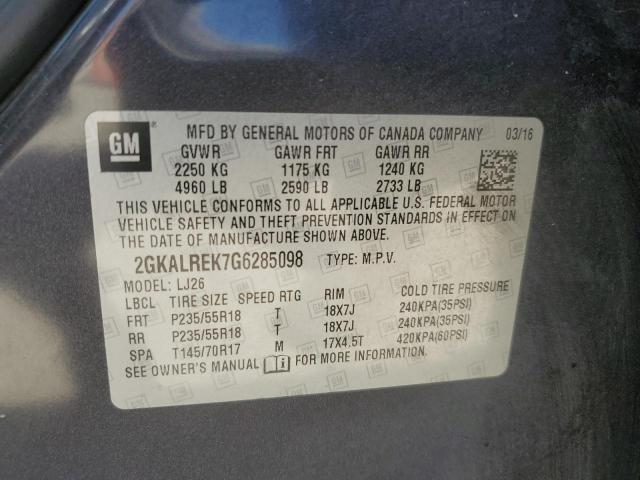 GM
MFD BY GENERAL MOTORS OF CANADA COMPANY 03/16
GVWR GAWR FRT GAWR RR
2250 KG 1175 KG 1240 KG
4960 LB 2590 LB 2733 LB
THIS VEHICLE CONFORMS TO ALL APPLICABLE U.S. FEDERAL MOTOR
VEHICLE SAFETY AND THEFT PREVENTION STANDARDS IN EFFECT ON
THE DATE OF MANUFACTURE SHOWN ABOVE.
2GKALREK7G6285098 TYPE: M.P.V.
MODEL: LJ26
LBCL TIRE SIZE SPEED RTG RIM COLD TIRE PRESSURE
FRT P235/55R18 T 18X7J 240KPA(35PSI)
RR P235/55R18 T 18X7J 240KPA(35PSI)
SPA T145/70R17 M 17X4.5T 420KPA(60PSI)
SEE OWNER'S MANUAL FOR MORE INFORMATION.